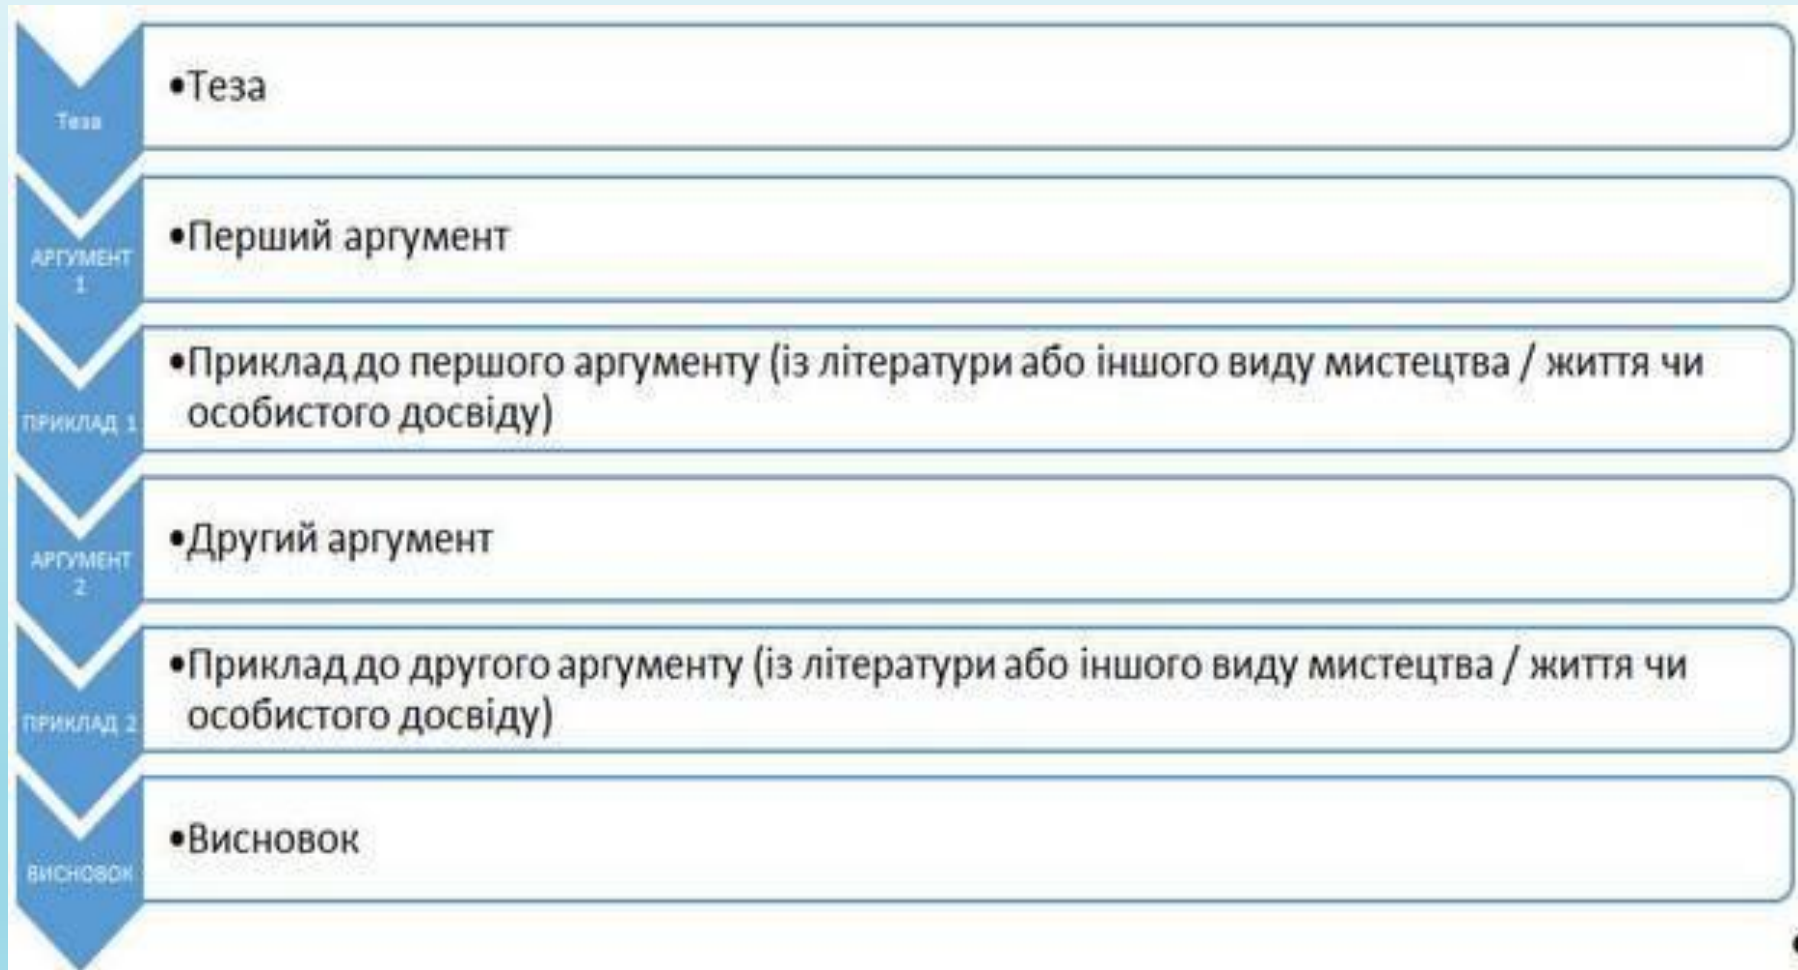 Теза
•Теза
АРГУМЕНТ
1
•Перший аргумент
ПРИКЛАД 1
•Приклад до першого аргументу (із літератури або іншого виду мистецтва / життя чи
особистого досвіду)
АРГУМЕНТ
2
•Другий аргумент
ПРИКЛАД 2
•Приклад до другого аргументу (із літератури або іншого виду мистецтва / життя чи
особистого досвіду)
ВИСНОВОК
•Висновок